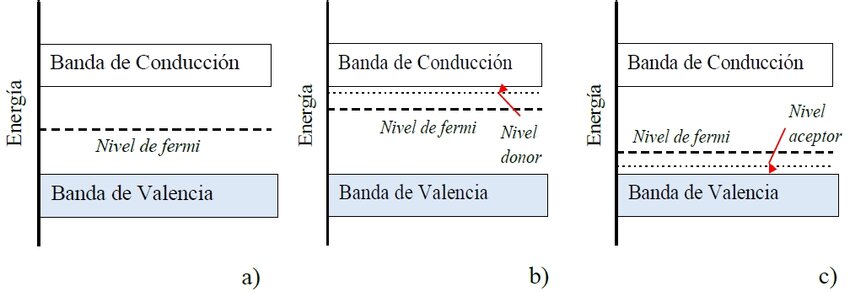 Energía
Banda de Conducción
Nivel de fermi
Banda de Valencia
a)
Energía
Banda de Conducción
Nivel de fermi
Nivel
donor
Banda de Valencia
b)
Energía
Banda de Conducción
Nivel
aceptor
Nivel de fermi
Banda de Valencia
c)